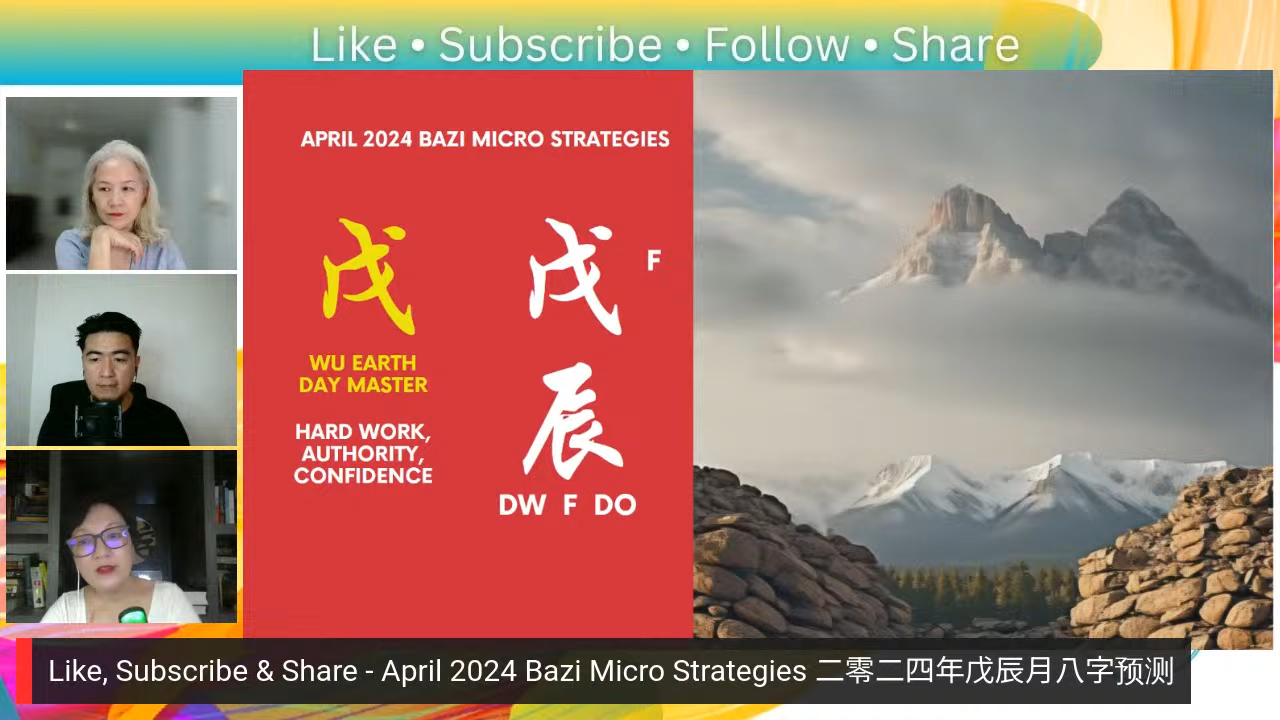 Like • Subscribe • Follow • Share
APRIL 2024 BAZI MICRO STRATEGIES
戊
戊
F
WU EARTH
DAY MASTER
辰
HARD WORK,
AUTHORITY,
CONFIDENCE
DW F DO
Like, Subscribe & Share - April 2024 Bazi Micro Strategies 二零二四年戊辰月八字预测